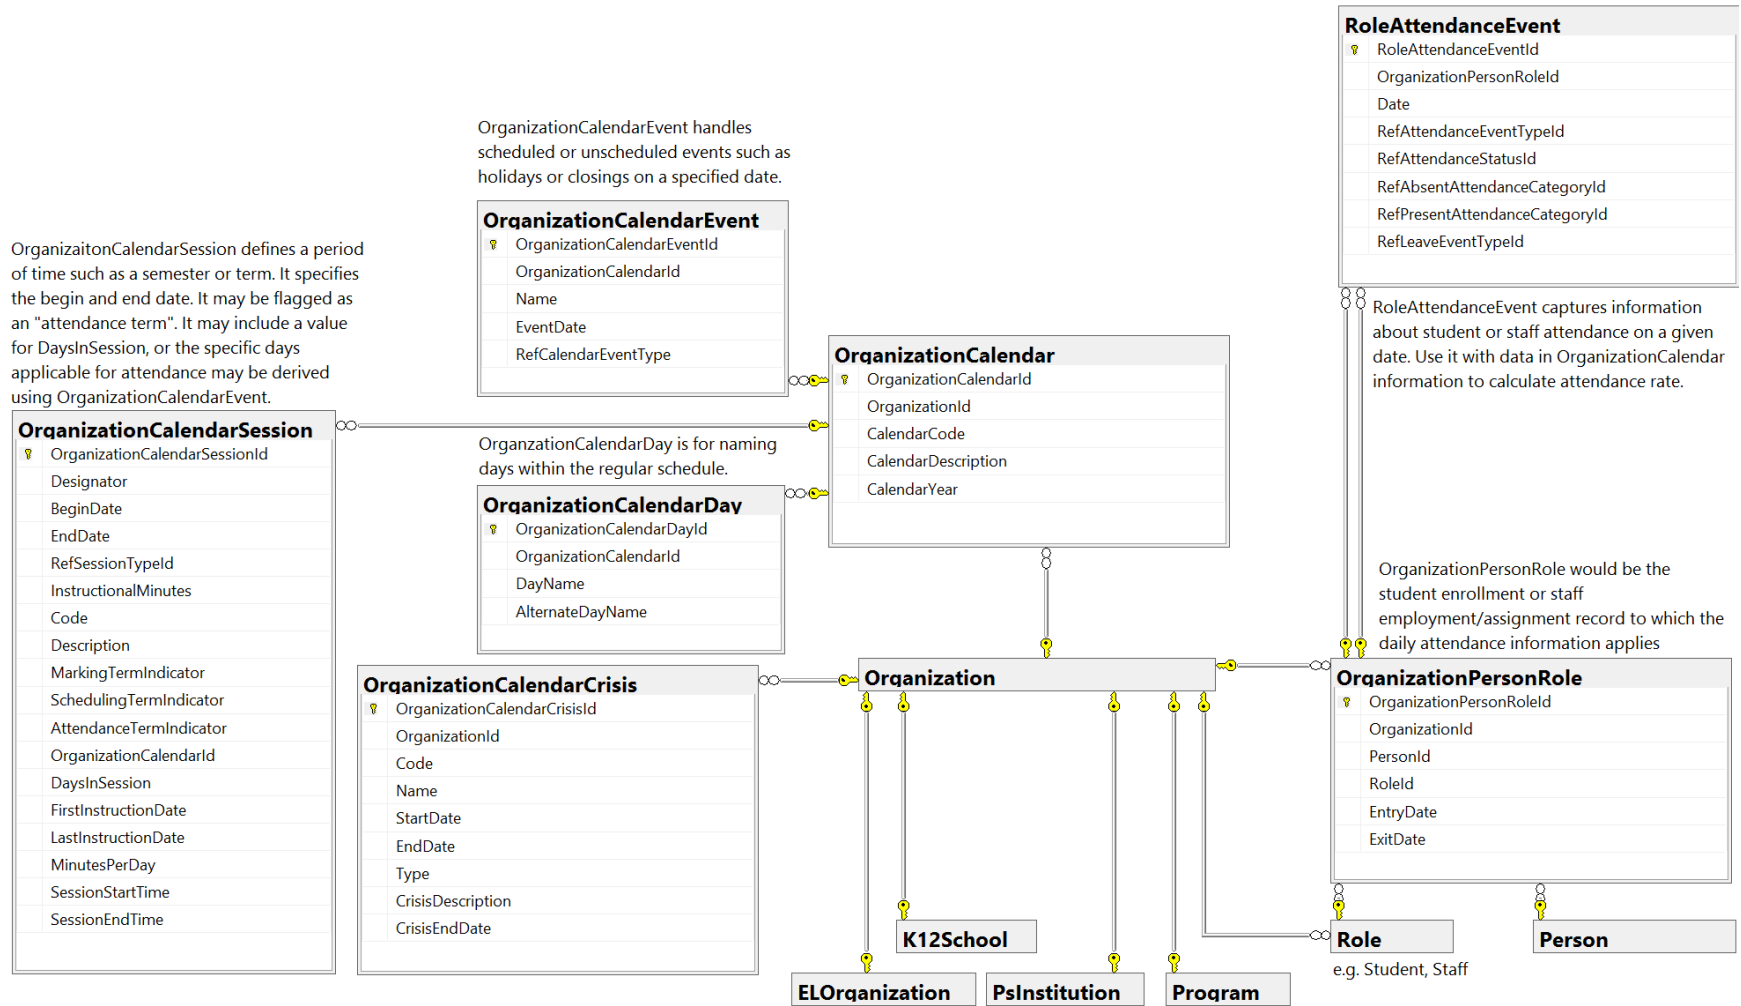 RoleAttendanceEvent
RoleAttendanceEventId
OrganizationPersonRoleId
Date
RefAttendanceEventTypeId
RefAttendanceStatusId
RefAbsentAttendanceCategoryId
RefPresentAttendanceCategoryId
RefLeaveEventTypeId
RoleAttendanceEvent captures information
about student or staff attendance on a given
date. Use it with data in OrganizationCalendar
information to calculate attendance rate.
OrganizationCalendarEvent handles
scheduled or unscheduled events such as
holidays or closings on a specified date.
OrganizationCalendarEvent
OrganizationCalendarEventId
OrganizationCalendarId
Name
EventDate
RefCalendarEventType
OrganizaitonCalendarSession defines a period
of time such as a semester or term. It specifies
the begin and end date. It may be flagged as
an "attendance term". It may include a value
for DaysInSession, or the specific days
applicable for attendance may be derived
using OrganizationCalendarEvent.
OrganizationCalendarSession
OrganizationCalendarSessionId
Designator
BeginDate
EndDate
RefSessionTypeId
InstructionalMinutes
Code
Description
MarkingTermIndicator
SchedulingTermIndicator
AttendanceTermIndicator
OrganizationCalendarId
DaysInSession
FirstInstructionDate
LastInstructionDate
MinutesPerDay
SessionStartTime
SessionEndTime
OrganizationCalendar
OrganizationCalendarId
OrganizationId
CalendarCode
CalendarDescription
CalendarYear
OrganzationCalendarDay is for naming
days within the regular schedule.
OrganizationCalendarDay
OrganizationCalendarDayId
OrganizationCalendarId
DayName
AlternateDayName
OrganizationCalendarCrisis
OrganizationCalendarCrisisId
OrganizationId
Code
Name
StartDate
EndDate
Type
CrisisDescription
CrisisEndDate
Organization
OrganizationPersonRole would be the
student enrollment or staff
employment/assignment record to which the
daily attendance information applies
OrganizationPersonRole
OrganizationPersonRoleId
OrganizationId
PersonId
RoleId
EntryDate
ExitDate
K12School
Role
Person
e.g. Student, Staff
ELOrganization
PsInstitution
Program